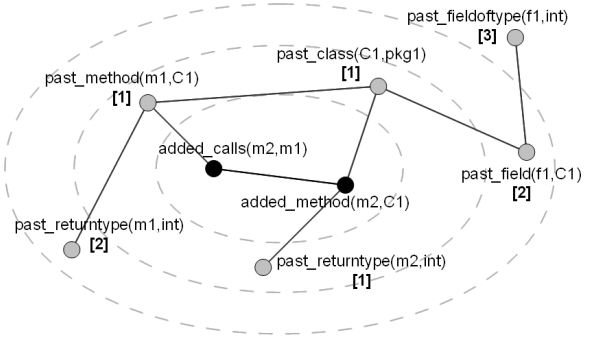 past_fieldoftype(f1,int)
[3]
past_class(C1,pkg1)
[1]
past_method(m1,C1)
[1]
added_calls(m2,m1)
past_field(f1,C1)
[2]
added_method(m2,C1)
past_returntype(m1,int)
[2]
past_returntype(m2,int)
[1]